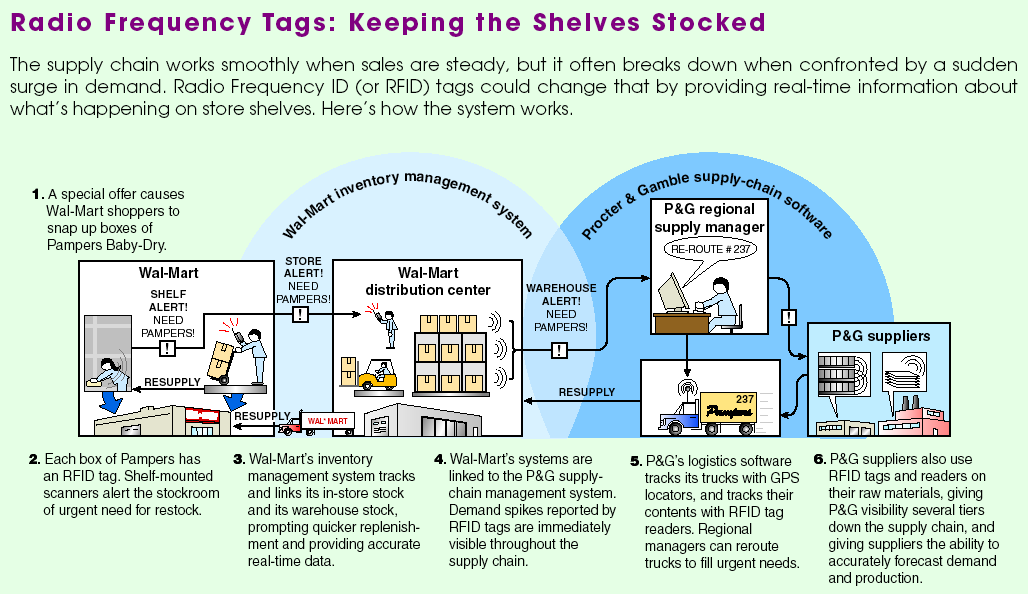 Radio Frequency Tags: Keeping the Shelves Stocked
The supply chain works smoothly when sales are steady, but it often breaks down when confronted by a sudden
surge in demand. Radio Frequency ID (or RFID) tags could change that by providing real-time information about
what's happening on store shelves. Here's how the system works.
1. A special offer causes
Wal-Mart shoppers to
snap up boxes of
Pampers Baby-Dry.
Wal-Mart inventory management system
Procter & Gamble supply-chain software
Wal-Mart
SHELF
ALERT!
NEED
PAMPERS!
!
RESUPPLY
STORE
ALERT!
NEED
PAMPERS!
!
RESUPPLY
WAL*MART
Wal-Mart
distribution center
WAREHOUSE
ALERT!
NEED
PAMPERS!
!
RESUPPLY
P&G regional
supply manager
RE-ROUTE # 237
!
237
Pampers
P&G suppliers
2. Each box of Pampers has
an RFID tag. Shelf-mounted
scanners alert the stockroom
of urgent need for restock.
3. Wal-Mart's inventory
management system tracks
and links its in-store stock
and its warehouse stock,
prompting quicker replenish-
ment and providing accurate
real-time data.
4. Wal-Mart's systems are
linked to the P&G supply-
chain management system.
Demand spikes reported by
RFID tags are immediately
visible throughout the
supply chain.
5. P&G's logistics software
tracks its trucks with GPS
locators, and tracks their
contents with RFID tag
readers. Regional
managers can reroute
trucks to fill urgent needs.
6. P&G suppliers also use
RFID tags and readers on
their raw materials, giving
P&G visibility several tiers
down the supply chain, and
giving suppliers the ability to
accurately forecast demand
and production.